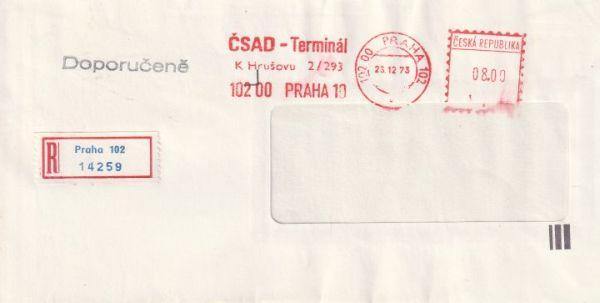 ČSAD - Terminál
K Hrušovu 2/293
102 00 PRAHA 10
102 00 PRAHA 102
23.12 73
ČESKÁ REPUBLIKA
08.00
Doporučeně
R
Praha 102
14259